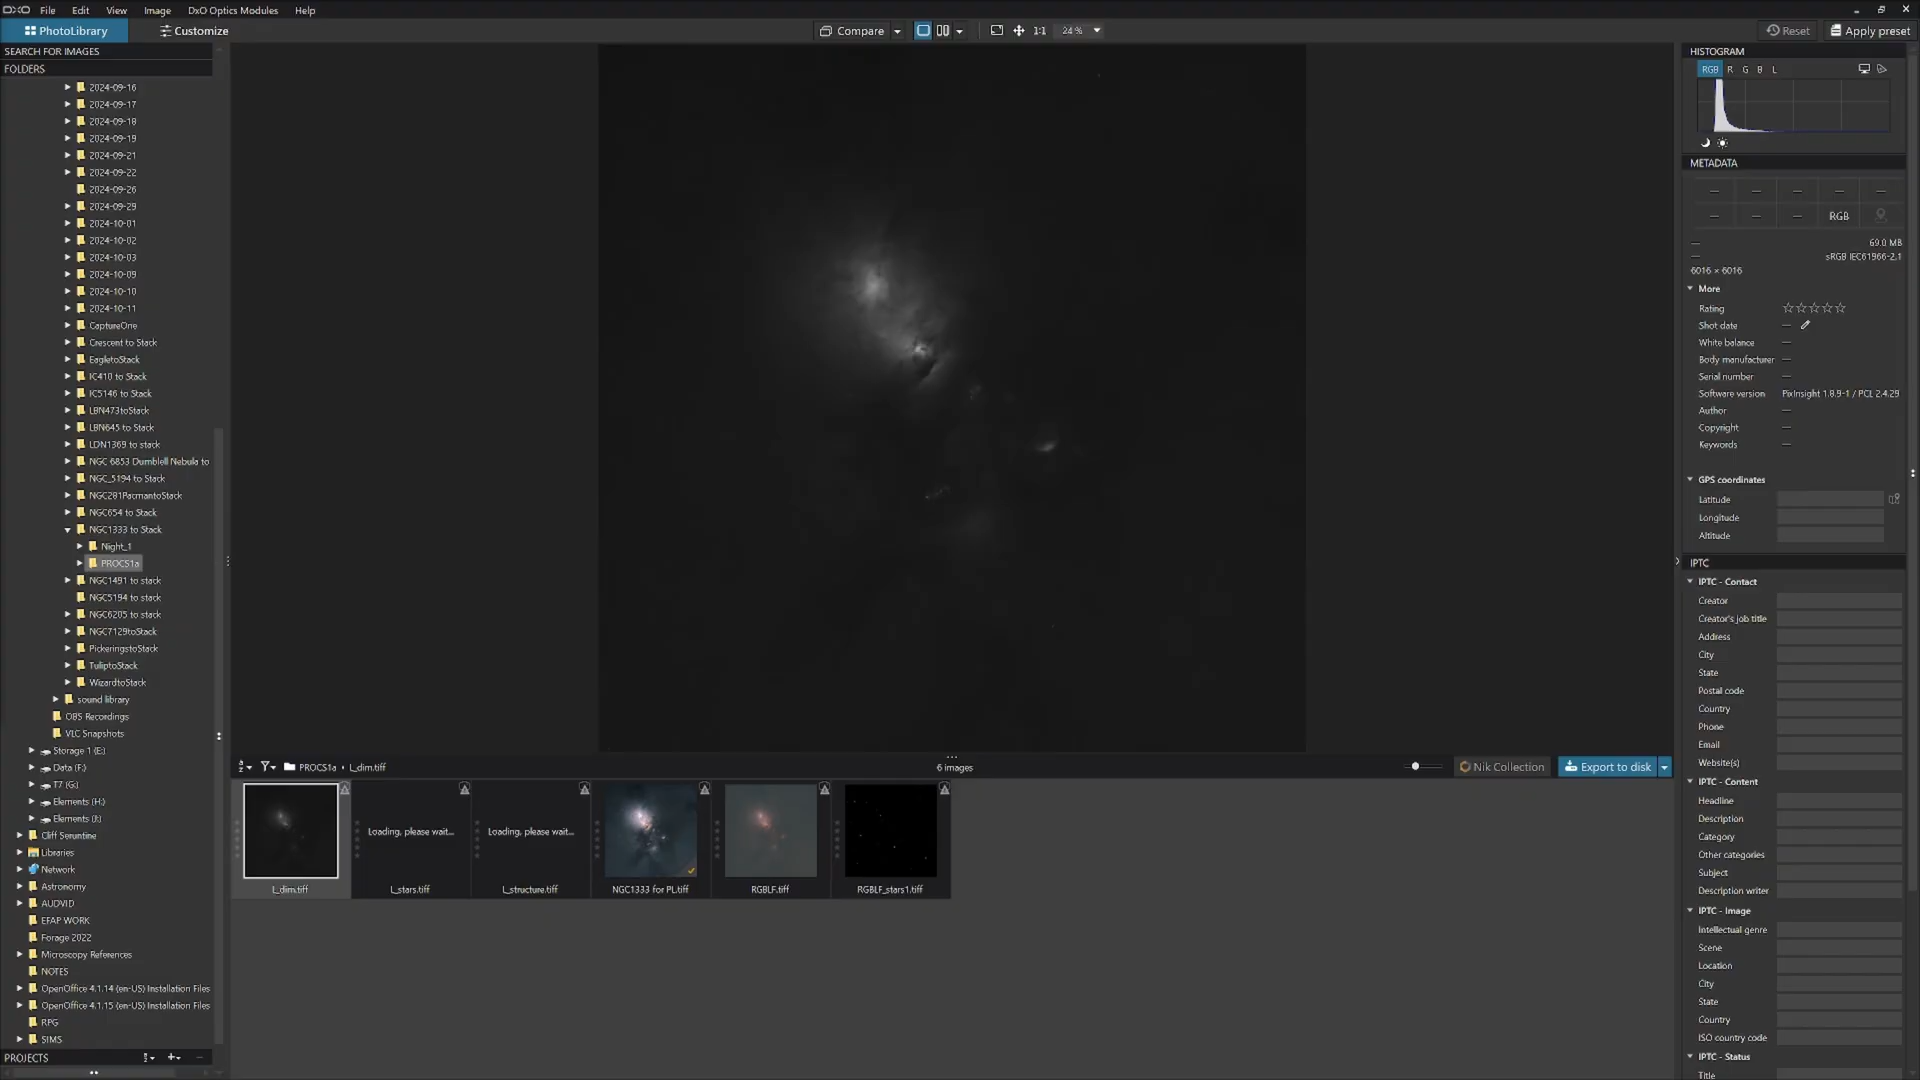 DxO File Edit View Image DxO Optics Modules Help
PhotoLibrary Customize Compare 1:1 24 % Reset Apply preset
SEARCH FOR IMAGES
FOLDERS
2024-09-16
2024-09-17
2024-09-18
2024-09-19
2024-09-21
2024-09-22
2024-09-26
2024-09-29
2024-10-01
2024-10-02
2024-10-03
2024-10-09
2024-10-10
2024-10-11
CaptureOne
Crescent to Stack
EagletoStack
IC410 to Stack
IC5146 to Stack
LBN473toStack
LBN645 to Stack
LDN1369 to stack
NGC 6853 Dumblell Nebula to
NGC_5194 to Stack
NGC281PacmantoStack
NGC654 to Stack
NGC1333 to Stack
Night_1
PROCS1a
NGC1491 to stack
NGC5194 to stack
NGC6205 to stack
NGC7129toStack
PickeringstoStack
TuliptoStack
WizardtoStack
sound library
OBS Recordings
VLC Snapshots
Storage 1 (E:)
Data (F:)
T7 (G:)
Elements (H:)
Elements (I:)
Cliff Seruntine
Libraries
Network
Astronomy
AUDVID
EFAP WORK
Forage 2022
Microscopy References
NOTES
OpenOffice 4.1.14 (en-US) Installation Files
OpenOffice 4.1.15 (en-US) Installation Files
RPG
SIMS
PROJECTS
PROCS1a • L_dim.tiff 6 images Nik Collection Export to disk
Loading, please wait... Loading, please wait...
L_dim.tiff L_stars.tiff L_structure.tiff NGC1333 for PL.tiff RGBLF.tiff RGBLF_stars1.tiff
HISTOGRAM
RGB R G B L
METADATA
RGB
69.0 MB
sRGB IEC61966-2.1
6016 × 6016
More
Rating
Shot date
White balance
Body manufacturer
Serial number
Software version PixInsight 1.8.9-1 / PCL 2.4.29
Author
Copyright
Keywords
GPS coordinates
Latitude
Longitude
Altitude
IPTC
IPTC - Contact
Creator
Creator's job title
Address
City
State
Postal code
Country
Phone
Email
Website(s)
IPTC - Content
Headline
Description
Category
Other categories
Subject
Description writer
IPTC - Image
Intellectual genre
Scene
Location
City
State
Country
ISO country code
IPTC - Status
Title